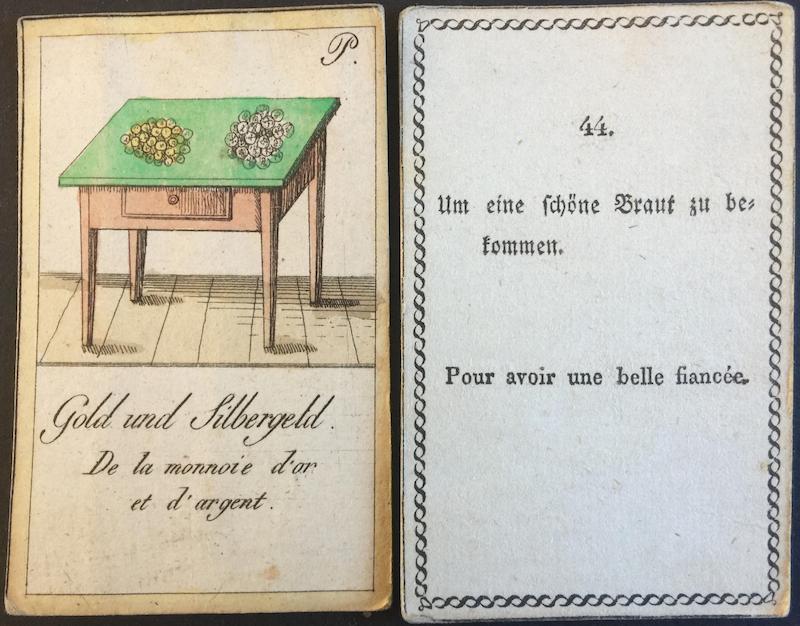 P.
Gold und Silbergeld.
De la monnoie d'or
et d'argent.
44.
Um eine schöne Braut zu be⸗
kommen.
Pour avoir une belle fiancée.